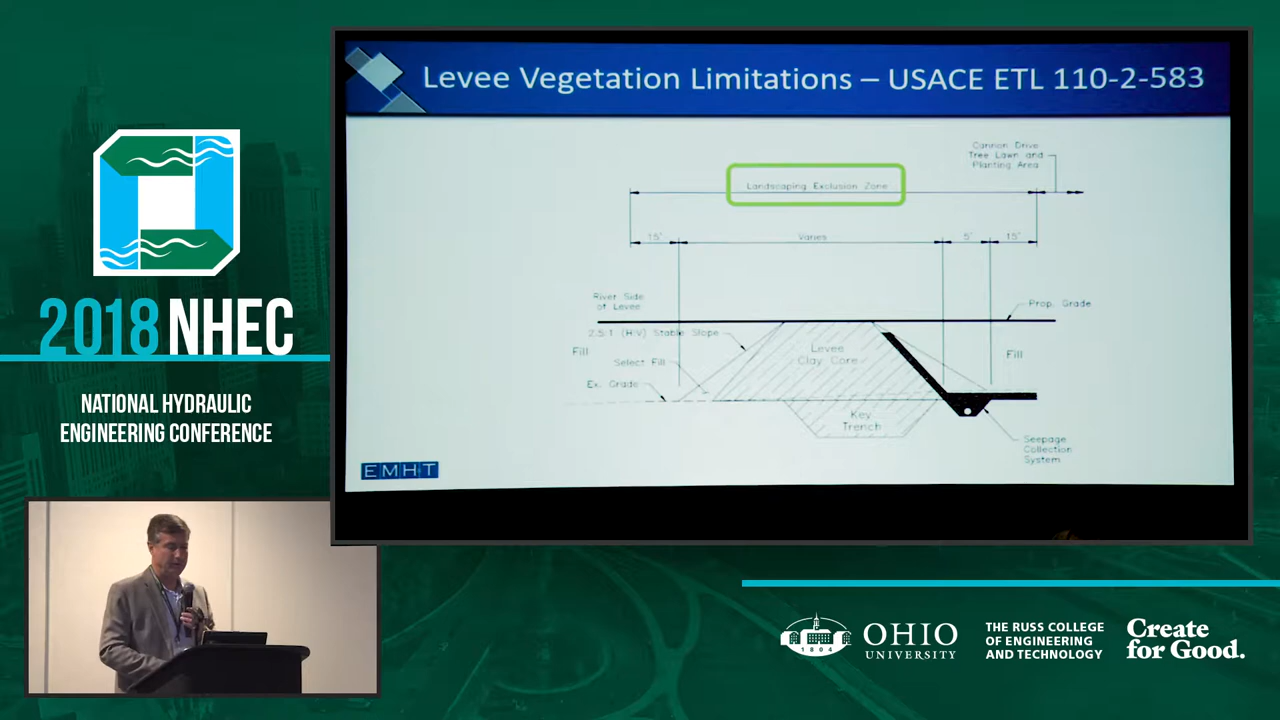 2018 NHEC
NATIONAL HYDRAULIC
ENGINEERING CONFERENCE
Levee Vegetation Limitations – USACE ETL 110-2-583
Cannon Drive
Tree Lawn and
Planting Area
Landscaping Exclusion Zone
15' Varies 5' 15'
River Side
of Levee
Prop. Grade
2.5:1 (H:V) Stable Slope
Fill
Levee
Clay Core
Fill
Select Fill
Ex. Grade
Key
Trench
Seepage
Collection
System
EMH&T
1804
OHIO
UNIVERSITY
THE RUSS COLLEGE
OF ENGINEERING
AND TECHNOLOGY
Create
for Good.